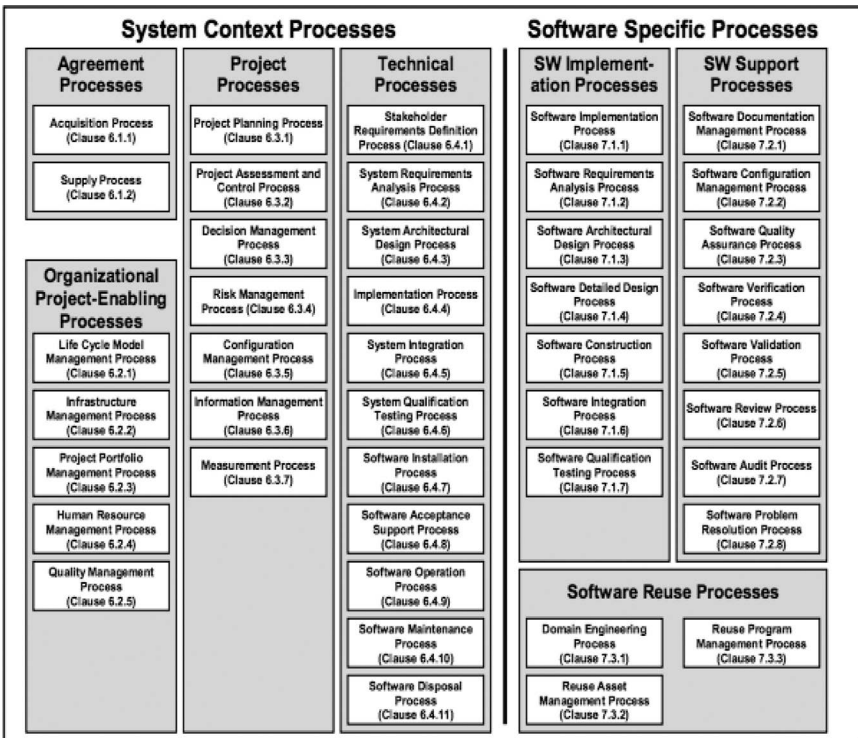 System Context Processes
Software Specific Processes
Agreement
Processes
Acquisition Process
(Clause 6.1.1)
Supply Process
(Clause 6.1.2)
Organizational
Project-Enabling
Processes
Life Cycle Model
Management Process
(Clause 6.2.1)
Infrastructure
Management Process
(Clause 6.2.2)
Project Portfolio
Management Process
(Clause 6.2.3)
Human Resource
Management Process
(Clause 6.2.4)
Quality Management
Process
(Clause 6.2.5)
Project
Processes
Project Planning Process
(Clause 6.3.1)
Project Assessment and
Control Process
(Clause 6.3.2)
Decision Management
Process
(Clause 6.3.3)
Risk Management
Process (Clause 6.3.4)
Configuration
Management Process
(Clause 6.3.5)
Information Management
Process
(Clause 6.3.6)
Measurement Process
(Clause 6.3.7)
Technical
Processes
Stakeholder
Requirements Definition
Process (Clause 6.4.1)
System Requirements
Analysis Process
(Clause 6.4.2)
System Architectural
Design Process
(Clause 6.4.3)
Implementation Process
(Clause 6.4.4)
System Integration
Process
(Clause 6.4.5)
System Qualification
Testing Process
(Clause 6.4.6)
Software Installation
Process
(Clause 6.4.7)
Software Acceptance
Support Process
(Clause 6.4.8)
Software Operation
Process
(Clause 6.4.9)
Software Maintenance
Process
(Clause 6.4.10)
Software Disposal
Process
(Clause 6.4.11)
SW Implement-
ation Processes
Software Implementation
Process
(Clause 7.1.1)
Software Requirements
Analysis Process
(Clause 7.1.2)
Software Architectural
Design Process
(Clause 7.1.3)
Software Detailed Design
Process
(Clause 7.1.4)
Software Construction
Process
(Clause 7.1.5)
Software Integration
Process
(Clause 7.1.6)
Software Qualification
Testing Process
(Clause 7.1.7)
SW Support
Processes
Software Documentation
Management Process
(Clause 7.2.1)
Software Configuration
Management Process
(Clause 7.2.2)
Software Quality
Assurance Process
(Clause 7.2.3)
Software Verification
Process
(Clause 7.2.4)
Software Validation
Process
(Clause 7.2.5)
Software Review Process
(Clause 7.2.6)
Software Audit Process
(Clause 7.2.7)
Software Problem
Resolution Process
(Clause 7.2.8)
Software Reuse Processes
Domain Engineering
Process
(Clause 7.3.1)
Reuse Program
Management Process
(Clause 7.3.3)
Reuse Asset
Management Process
(Clause 7.3.2)